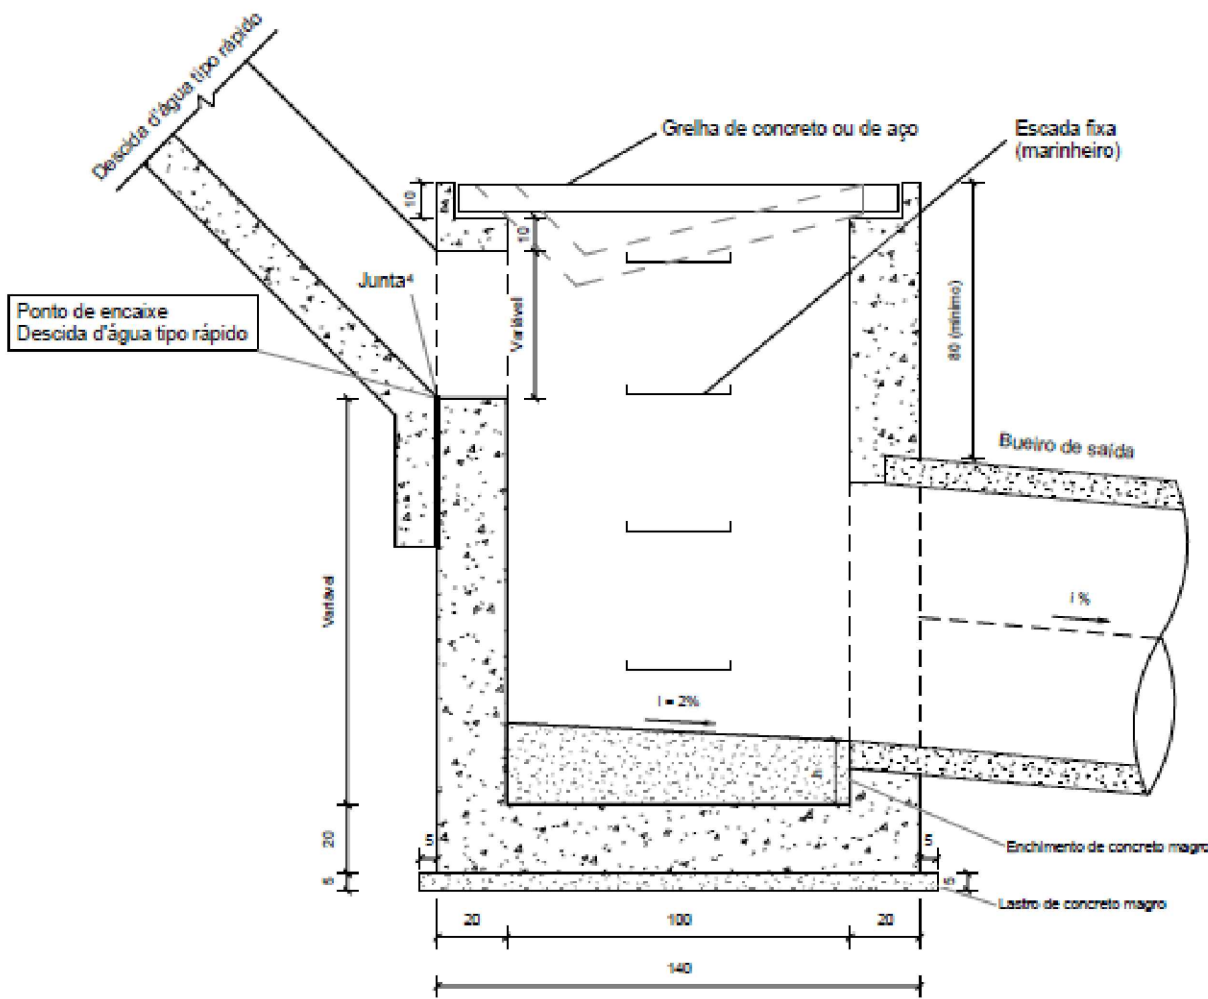 Descida d'água tipo rápido
Grelha de concreto ou de aço
Escada fixa
(marinheiro)
10
10
Junta⁴
Ponto de encaixe
Descida d'água tipo rápido
Variável
80 (mínimo)
Bueiro de saída
Variável
i %
i = 2%
h
20
5
5
Enchimento de concreto magro
5
5
Lastro de concreto magro
20
100
20
140